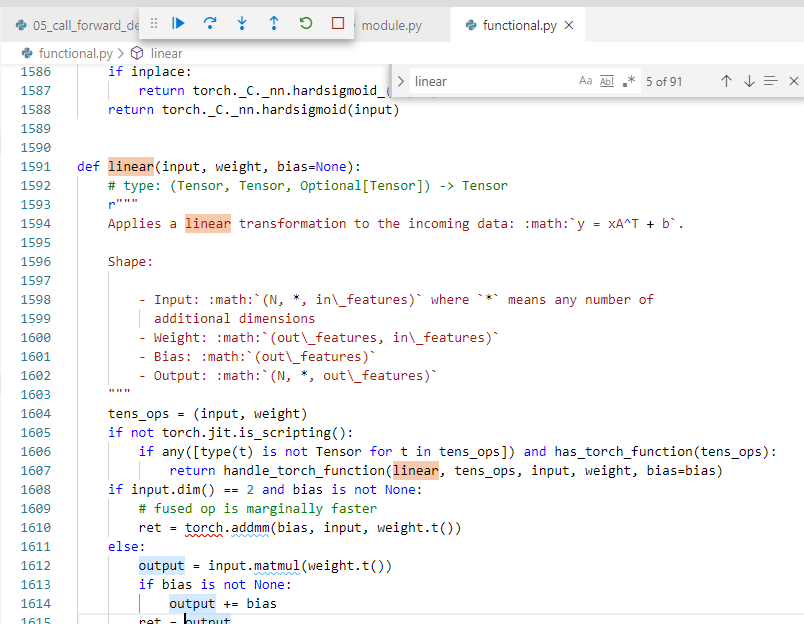 05_call_forward_de
module.py
functional.py
functional.py > linear
linear
Aa
Abl
.*
5 of 91
1586 if inplace:
1587 return torch._C._nn.hardsigmoid_(
1588 return torch._C._nn.hardsigmoid(input)
1589
1590
1591 def linear(input, weight, bias=None):
1592 # type: (Tensor, Tensor, Optional[Tensor]) -> Tensor
1593 r"""
1594 Applies a linear transformation to the incoming data: :math:`y = xA^T + b`.
1595
1596 Shape:
1597
1598 - Input: :math:`(N, *, in\_features)` where `*` means any number of
1599 additional dimensions
1600 - Weight: :math:`(out\_features, in\_features)`
1601 - Bias: :math:`(out\_features)`
1602 - Output: :math:`(N, *, out\_features)`
1603 """
1604 tens_ops = (input, weight)
1605 if not torch.jit.is_scripting():
1606 if any([type(t) is not Tensor for t in tens_ops]) and has_torch_function(tens_ops):
1607 return handle_torch_function(linear, tens_ops, input, weight, bias=bias)
1608 if input.dim() == 2 and bias is not None:
1609 # fused op is marginally faster
1610 ret = torch.addmm(bias, input, weight.t())
1611 else:
1612 output = input.matmul(weight.t())
1613 if bias is not None:
1614 output += bias
1615 ret = output